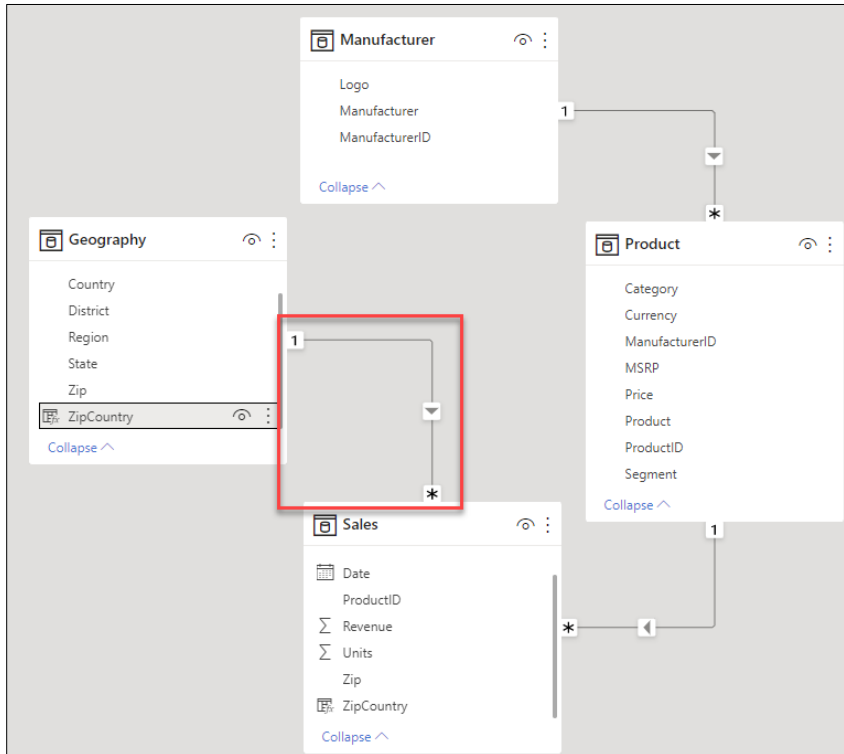 Manufacturer
Logo
Manufacturer
ManufacturerID
Collapse
1
*
Geography
Country
District
Region
State
Zip
ZipCountry
Collapse
1
*
Product
Category
Currency
ManufacturerID
MSRP
Price
Product
ProductID
Segment
Collapse
1
*
Sales
Date
ProductID
∑ Revenue
∑ Units
Zip
ZipCountry
Collapse